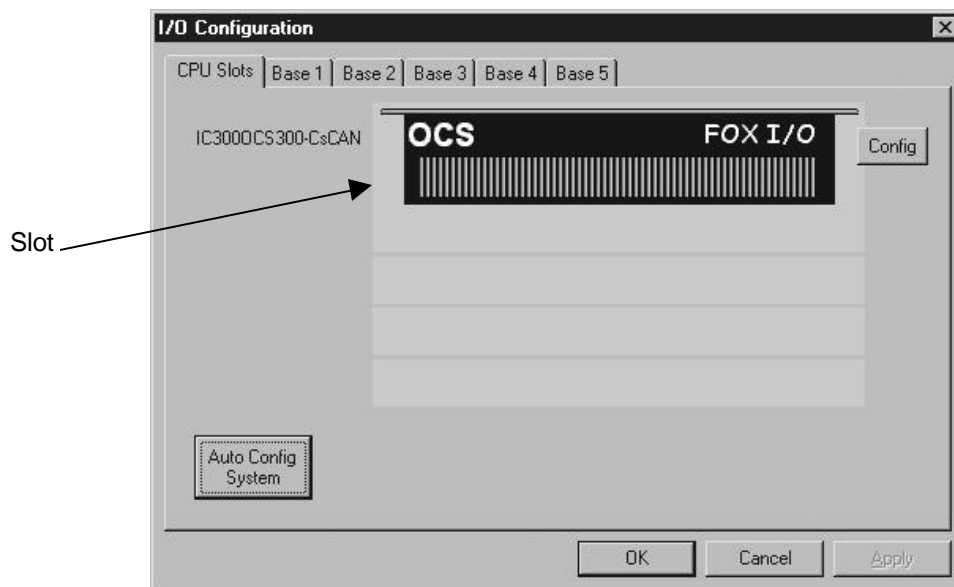 I/O Configuration
CPU Slots Base 1 Base 2 Base 3 Base 4 Base 5
IC300OCS300-CsCAN
OCS FOX I/O
Config
Slot
Auto Config
System
OK Cancel Apply